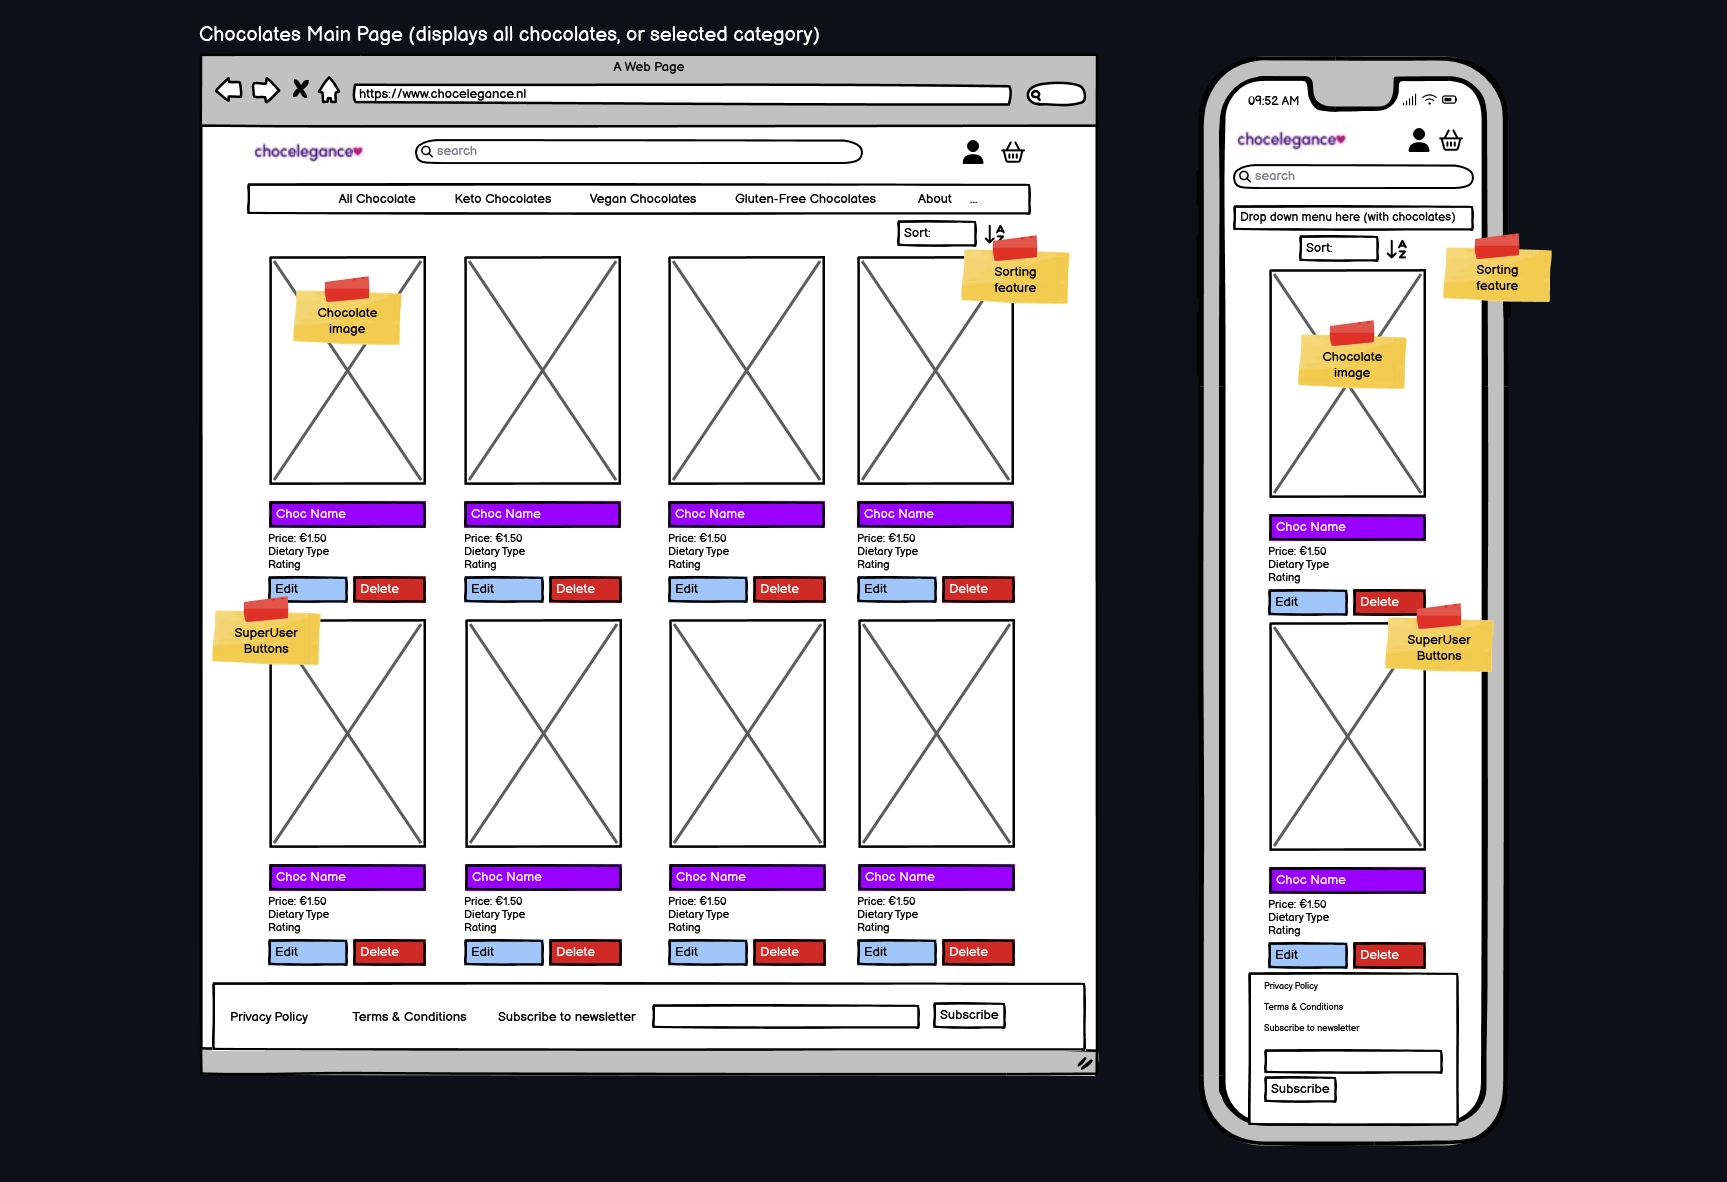 Chocolates Main Page (displays all chocolates, or selected category)
A Web Page
https://www.chocelegance.nl
chocelegance
search
All Chocolate Keto Chocolates Vegan Chocolates Gluten-Free Chocolates About ...
Sort:
A
Z
Sorting
feature
Chocolate
image
Choc Name Choc Name Choc Name Choc Name
Price: €1.50 Price: €1.50 Price: €1.50 Price: €1.50
Dietary Type Dietary Type Dietary Type Dietary Type
Rating Rating Rating Rating
Edit Delete Edit Delete Edit Delete Edit Delete
SuperUser
Buttons
Choc Name Choc Name Choc Name Choc Name
Price: €1.50 Price: €1.50 Price: €1.50 Price: €1.50
Dietary Type Dietary Type Dietary Type Dietary Type
Rating Rating Rating Rating
Edit Delete Edit Delete Edit Delete Edit Delete
Privacy Policy Terms & Conditions Subscribe to newsletter Subscribe
09:52 AM
chocelegance
search
Drop down menu here (with chocolates)
Sort:
A
Z
Sorting
feature
Chocolate
image
Choc Name
Price: €1.50
Dietary Type
Rating
Edit Delete
SuperUser
Buttons
Choc Name
Price: €1.50
Dietary Type
Rating
Edit Delete
Privacy Policy
Terms & Conditions
Subscribe to newsletter
Subscribe